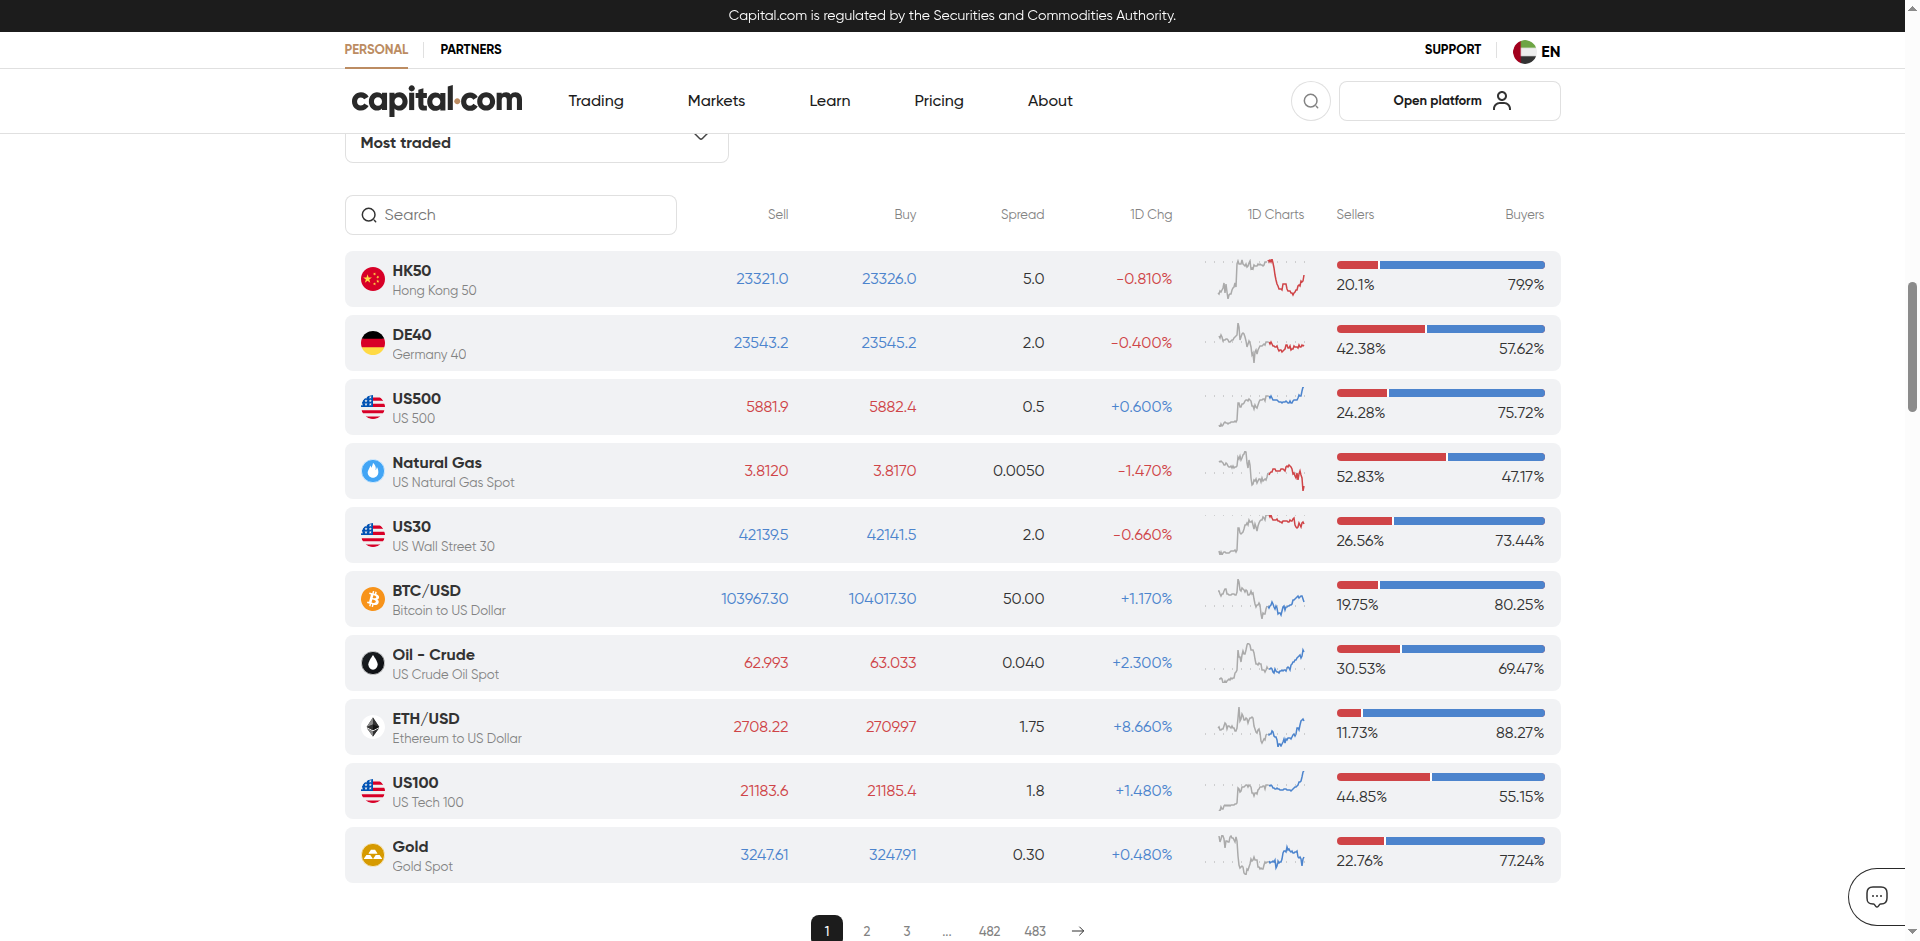 Capital.com is regulated by the Securities and Commodities Authority.
PERSONAL PARTNERS SUPPORT EN
capital.com Trading Markets Learn Pricing About Open platform
Most traded
Search Sell Buy Spread 1D Chg 1D Charts Sellers Buyers
HK50
Hong Kong 50
23321.0 23326.0 5.0 -0.810% 20.1% 79.9%
DE40
Germany 40
23543.2 23545.2 2.0 -0.400% 42.38% 57.62%
US500
US 500
5881.9 5882.4 0.5 +0.600% 24.28% 75.72%
Natural Gas
US Natural Gas Spot
3.8120 3.8170 0.0050 -1.470% 52.83% 47.17%
US30
US Wall Street 30
42139.5 42141.5 2.0 -0.660% 26.56% 73.44%
BTC/USD
Bitcoin to US Dollar
103967.30 104017.30 50.00 +1.170% 19.75% 80.25%
Oil - Crude
US Crude Oil Spot
62.993 63.033 0.040 +2.300% 30.53% 69.47%
ETH/USD
Ethereum to US Dollar
2708.22 2709.97 1.75 +8.660% 11.73% 88.27%
US100
US Tech 100
21183.6 21185.4 1.8 +1.480% 44.85% 55.15%
Gold
Gold Spot
3247.61 3247.91 0.30 +0.480% 22.76% 77.24%
1 2 3 ... 482 483